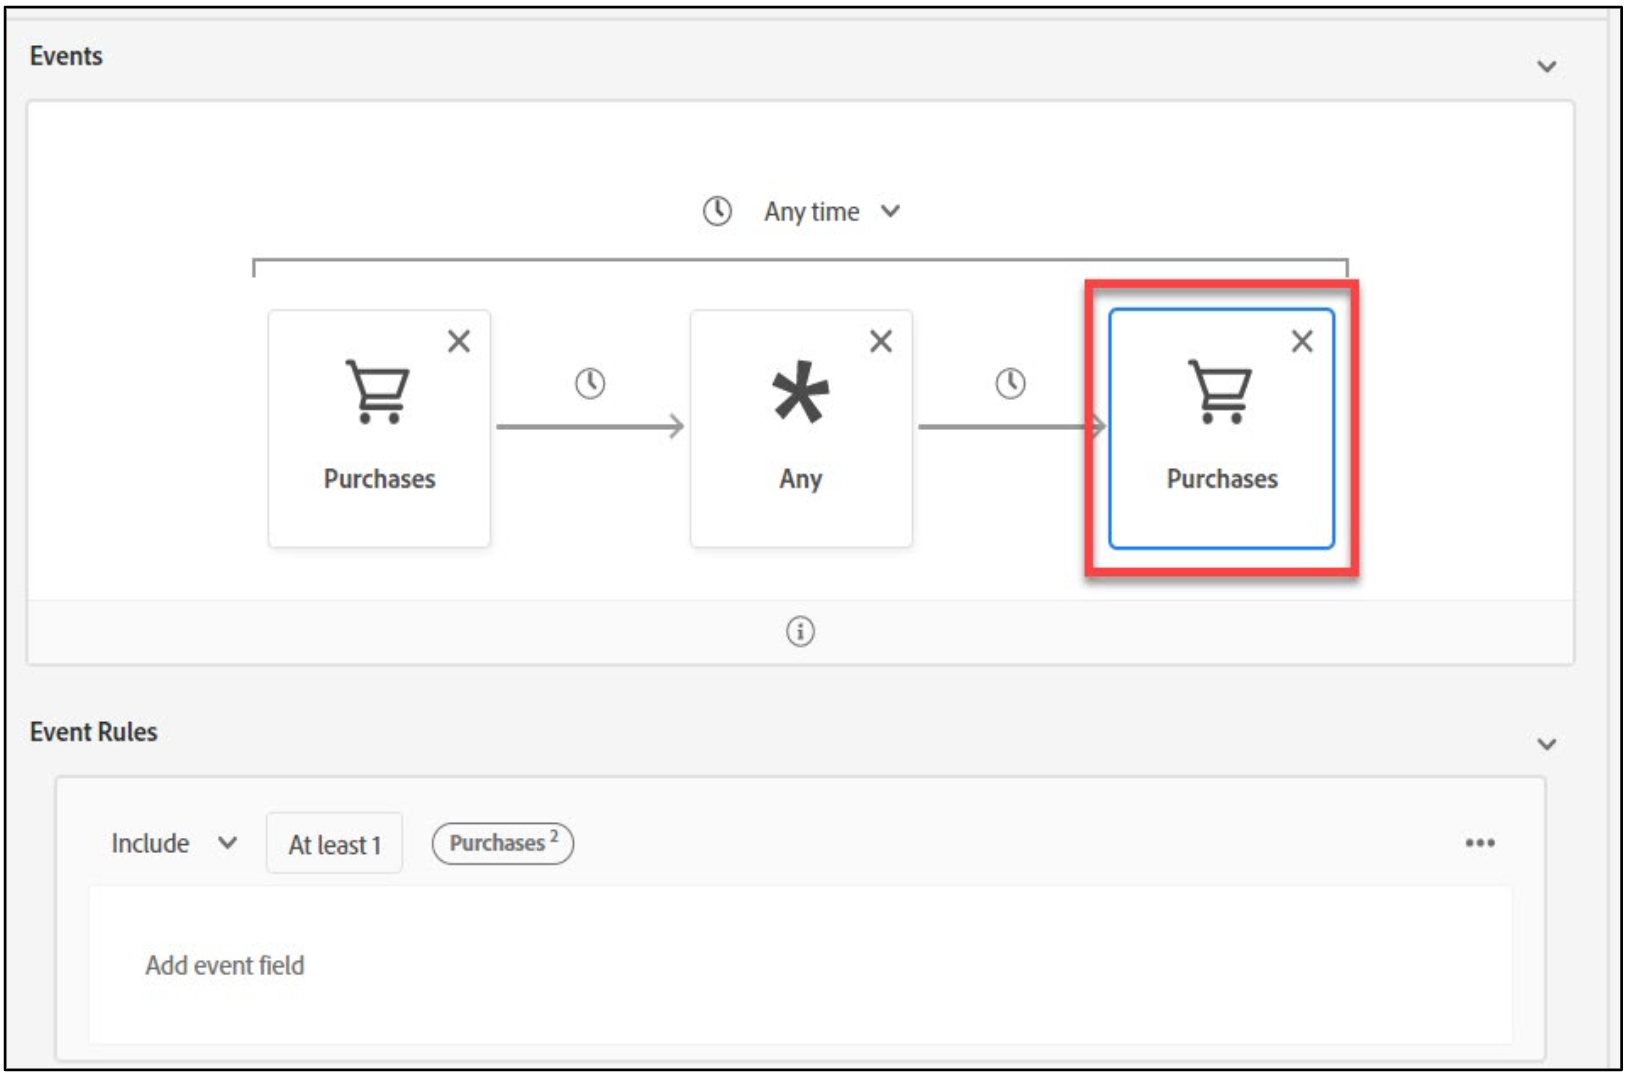 Events
Any time
Purchases
Any
Purchases
Event Rules
Include
At least 1
Purchases 2
Add event field